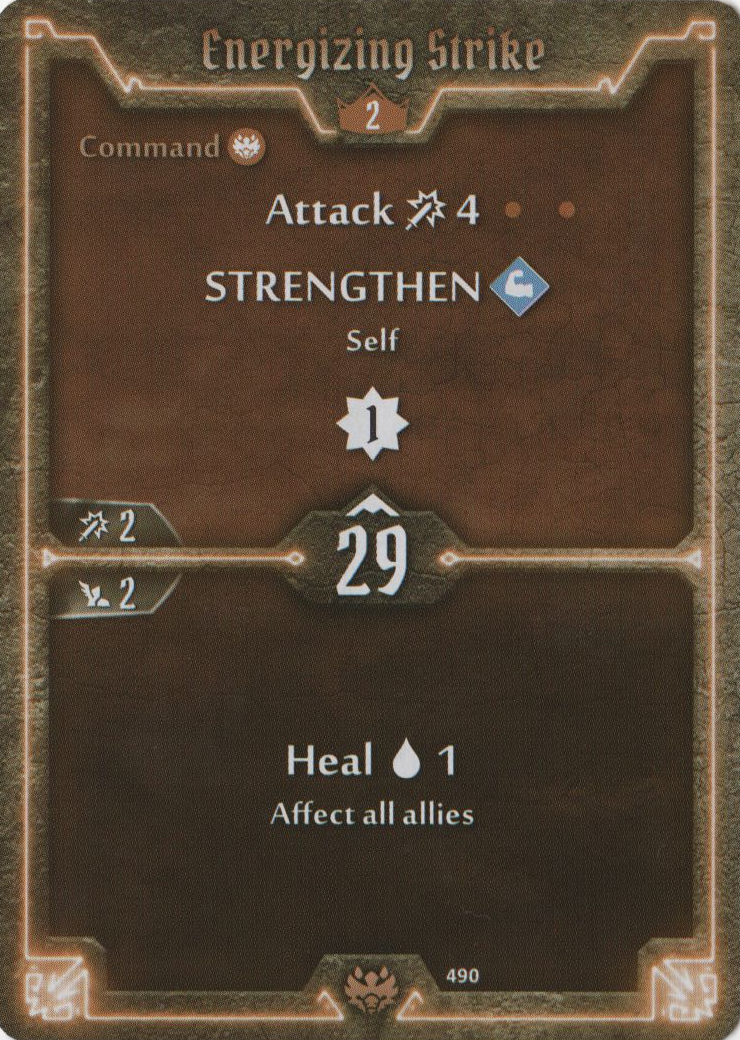 Energizing Strike
2
Command
Attack 4
STRENGTHEN
Self
1
2
29
2
Heal 1
Affect all allies
490